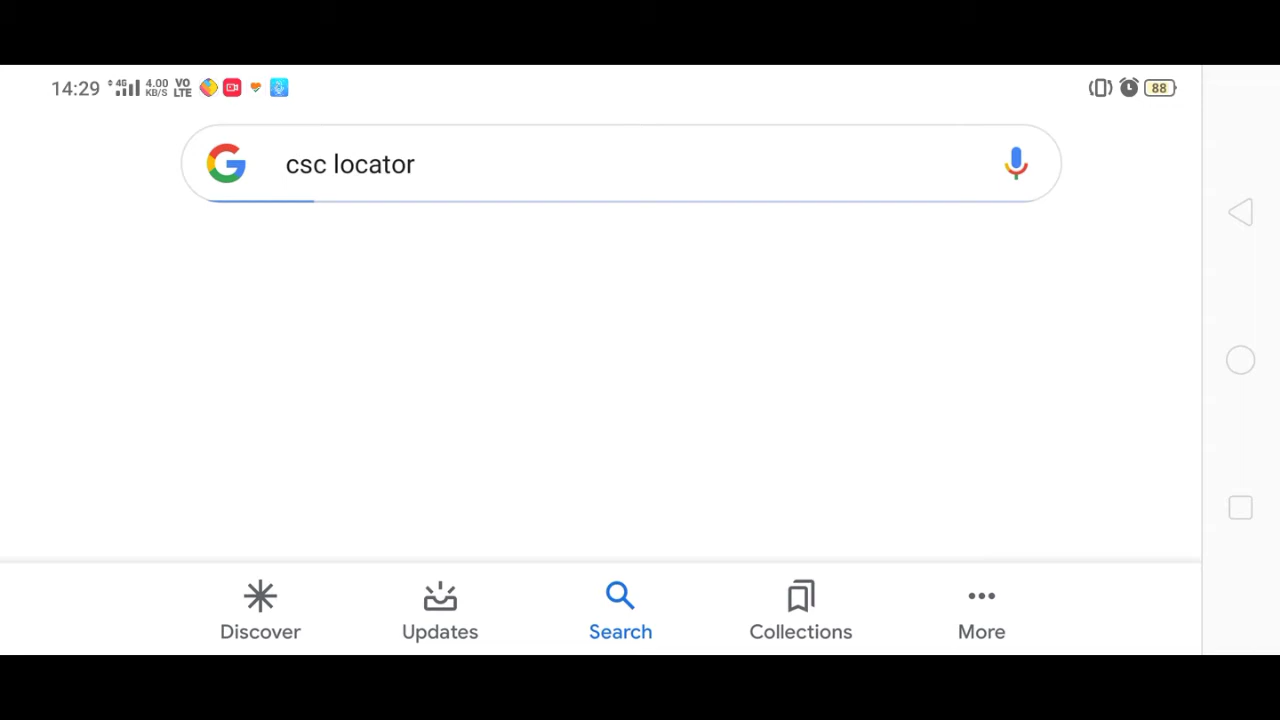 14:29 4G 4.00 KB/S VO LTE 88
csc locator
Discover Updates Search Collections More